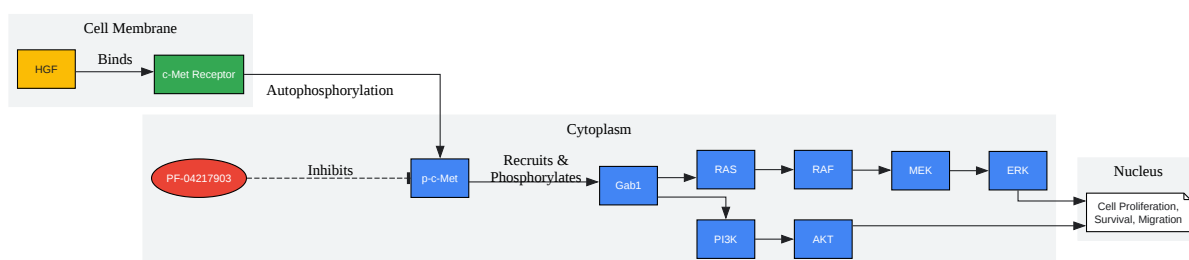 Cell Membrane
HGF
Binds
c-Met Receptor
Autophosphorylation
Cytoplasm
PF-04217903
Inhibits
p-c-Met
Recruits &
Phosphorylates
Gab1
RAS
RAF
MEK
ERK
PI3K
AKT
Nucleus
Cell Proliferation,
Survival, Migration